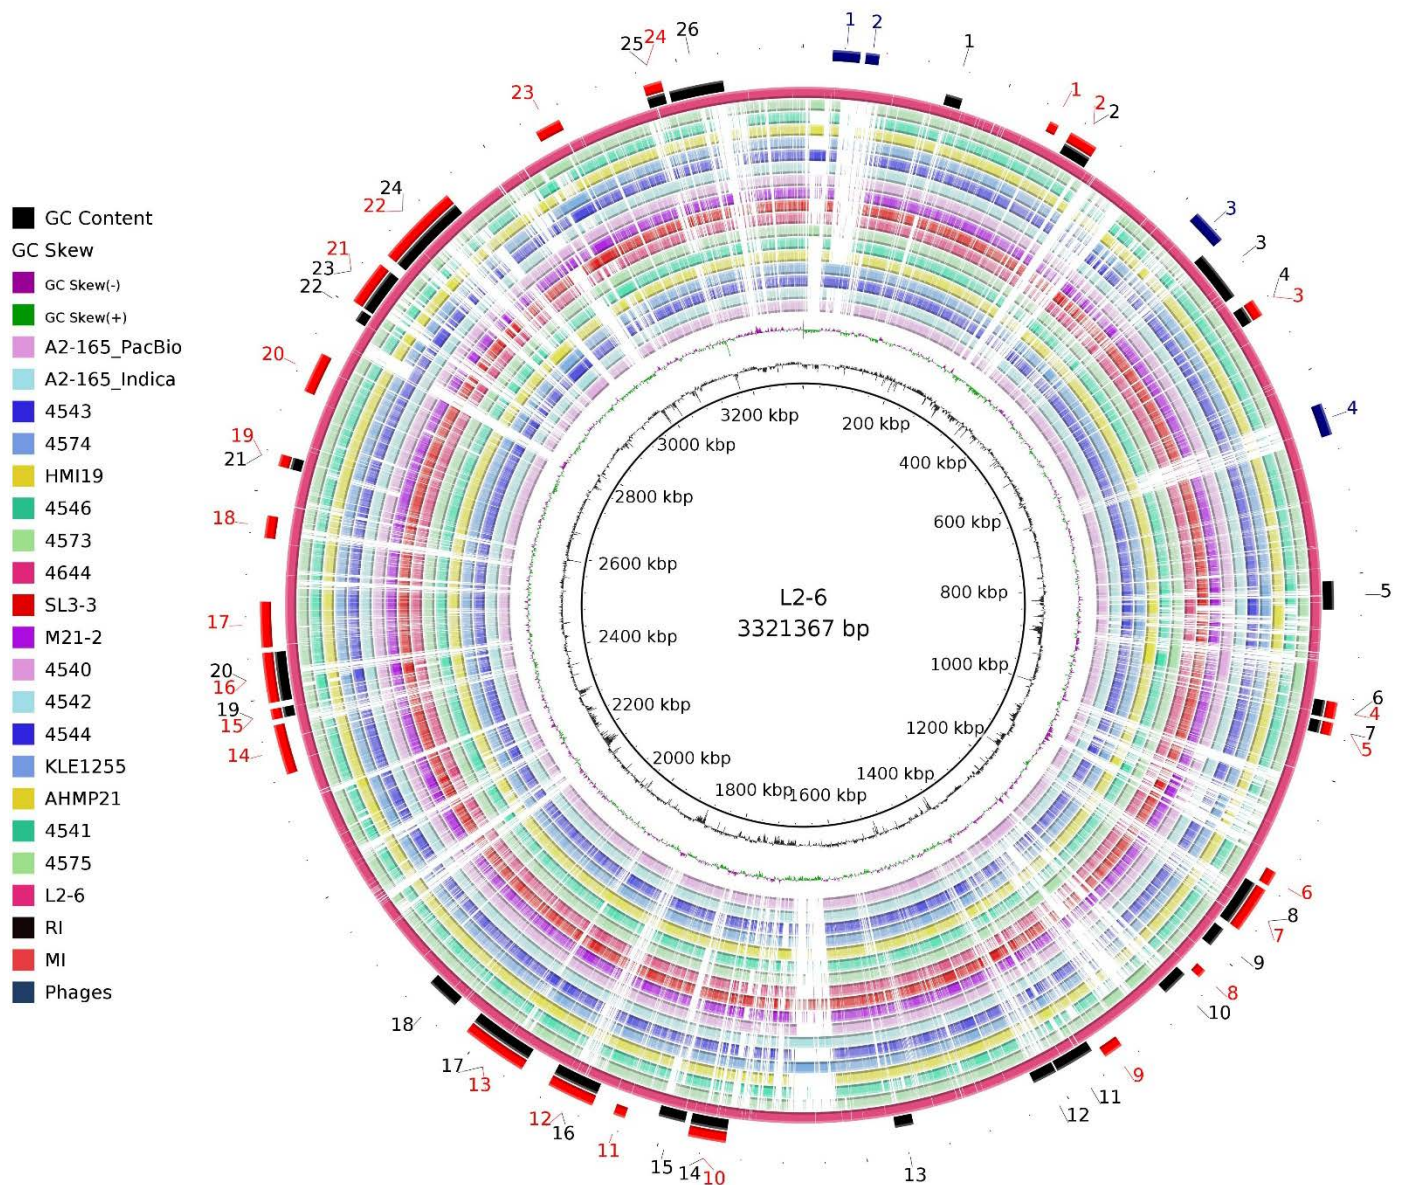 GC Content
GC Skew
GC Skew(-)
GC Skew(+)
A2-165_PacBio
A2-165_Indica
4543
4574
HMI19
4546
4573
4644
SL3-3
M21-2
4540
4542
4544
KLE1255
AHMP21
4541
4575
L2-6
RI
MI
Phages
L2-6
3321367 bp
200 kbp
400 kbp
600 kbp
800 kbp
1000 kbp
1200 kbp
1400 kbp
1600 kbp
1800 kbp
2000 kbp
2200 kbp
2400 kbp
2600 kbp
2800 kbp
3000 kbp
3200 kbp
1
2
1
1
2
2
3
3
4
3
4
5
6
4
7
5
6
8
7
9
8
10
9
11
12
13
10
14
15
11
16
12
13
17
18
14
15
19
16
20
17
18
21
19
20
22
23
21
22
24
23
25
24
26